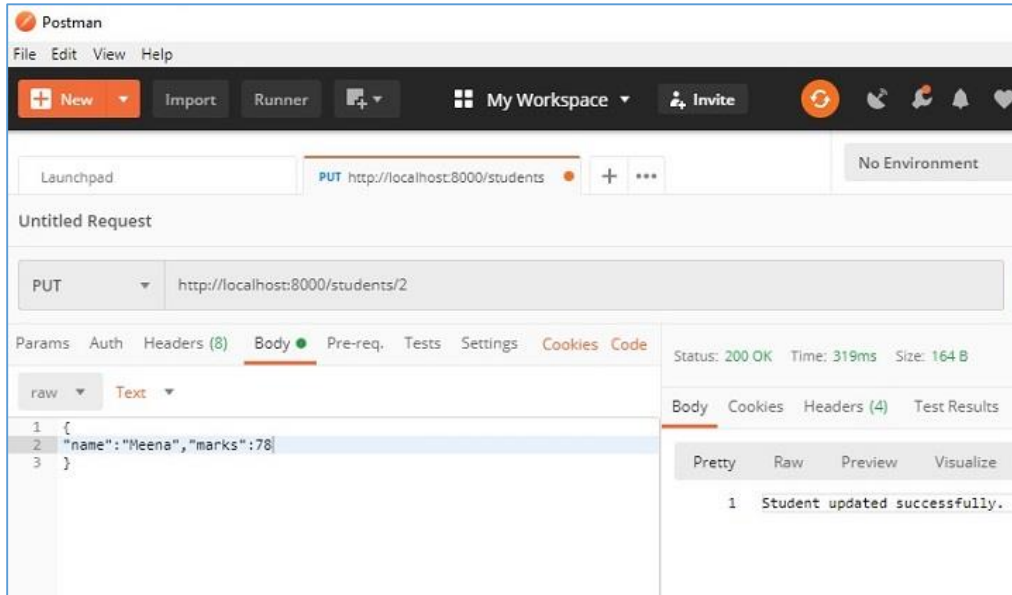 Postman
File Edit View Help
New Import Runner My Workspace Invite
Launchpad PUT http://localhost:8000/students No Environment
Untitled Request
PUT http://localhost:8000/students/2
Params Auth Headers (8) Body Pre-req. Tests Settings Cookies Code
Status: 200 OK Time: 319ms Size: 164 B
raw Text
Body Cookies Headers (4) Test Results
1 {
2 "name":"Meena","marks":78
3 }
Pretty Raw Preview Visualize
1 Student updated successfully.